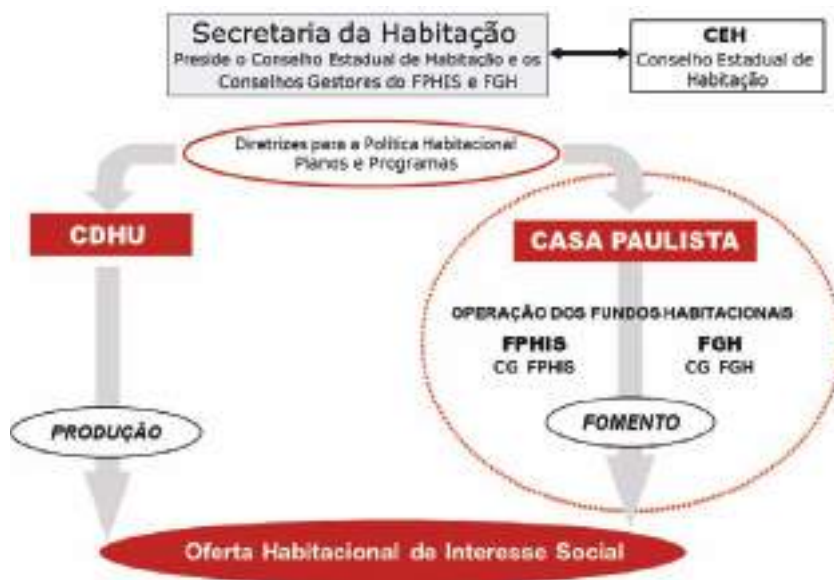 Secretaria da Habitação
Preside o Conselho Estadual de Habitação e os
Conselhos Gestores do FPHIS e FGH
CEH
Conselho Estadual de
Habitação
Diretrizes para a Política Habitacional
Planos e Programas
CDHU
CASA PAULISTA
OPERAÇÃO DOS FUNDOS HABITACIONAIS
FPHIS
CG FPHIS
FGH
CG FGH
PRODUÇÃO
FOMENTO
Oferta Habitacional de Interesse Social